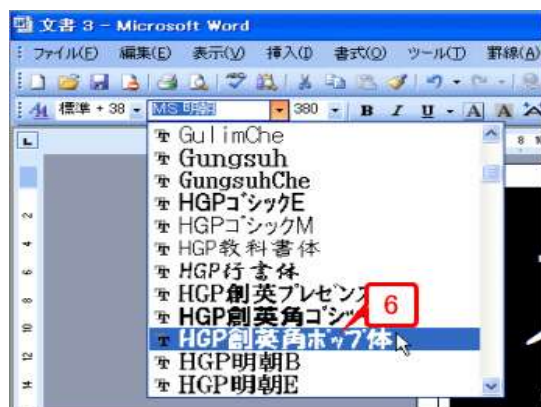 文書 3 - Microsoft Word
ファイル(F) 編集(E) 表示(V) 挿入(I) 書式(O) ツール(T) 罫線(A)
標準 + 38 MS 明朝 380 B I U A A
GulimChe
Gungsuh
GungsuhChe
HGPゴシックE
HGPゴシックM
HGP教科書体
HGP行書体
HGP創英プレゼンス
HGP創英角ゴシッ
6
HGP創英角ポップ体
HGP明朝B
HGP明朝E